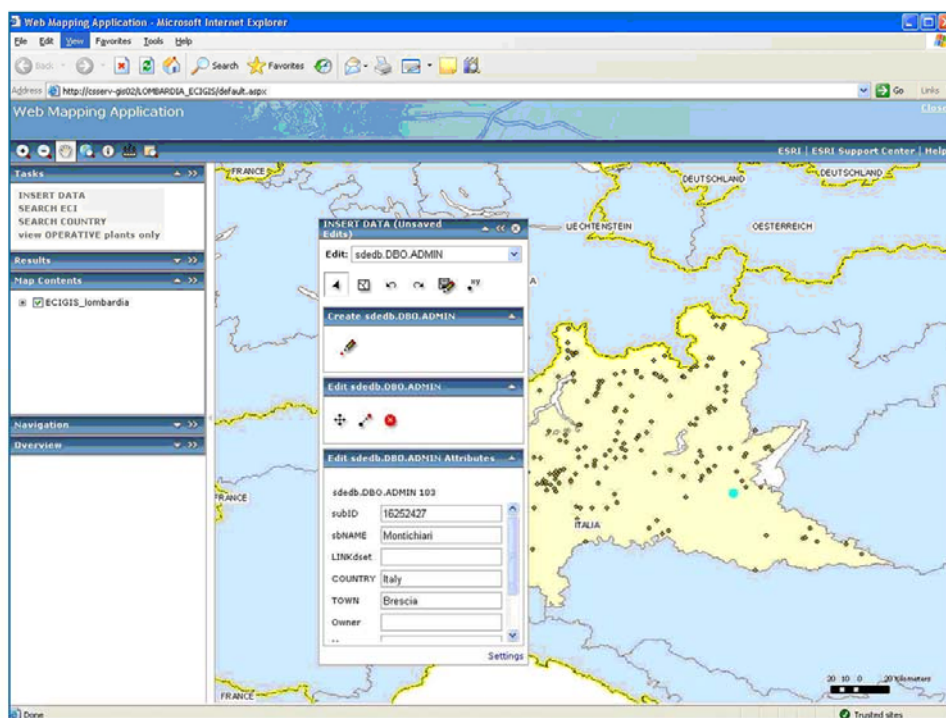 Web Mapping Application - Microsoft Internet Explorer
File Edit View Favorites Tools Help
Back Search Favorites
Address http://csserv-gis02/LOMBARDIA_ECIGIS/default.aspx Go Links
Web Mapping Application Close
ESRI | ESRI Support Center | Help
Tasks
INSERT DATA
SEARCH ECI
SEARCH COUNTRY
view OPERATIVE plants only
Results
Map Contents
ECIGIS_lombardia
Navigation
Overview
FRANCE
DEUTSCHLAND
DEUTSCHLAND
LIECHTENSTEIN
OESTERREICH
INSERT DATA (Unsaved
Edits)
Edit: sdedb.DBO.ADMIN
Create sdedb.DBO.ADMIN
Edit sdedb.DBO.ADMIN
Edit sdedb.DBO.ADMIN Attributes
sdedb.DBO.ADMIN 103
subID 16252427
sbNAME Montichiari
LINKdset
COUNTRY Italy
TOWN Brescia
Owner
Settings
FRANCE
ITALIA
FRANCE
20 10 0 20 Kilometers
Done Trusted sites